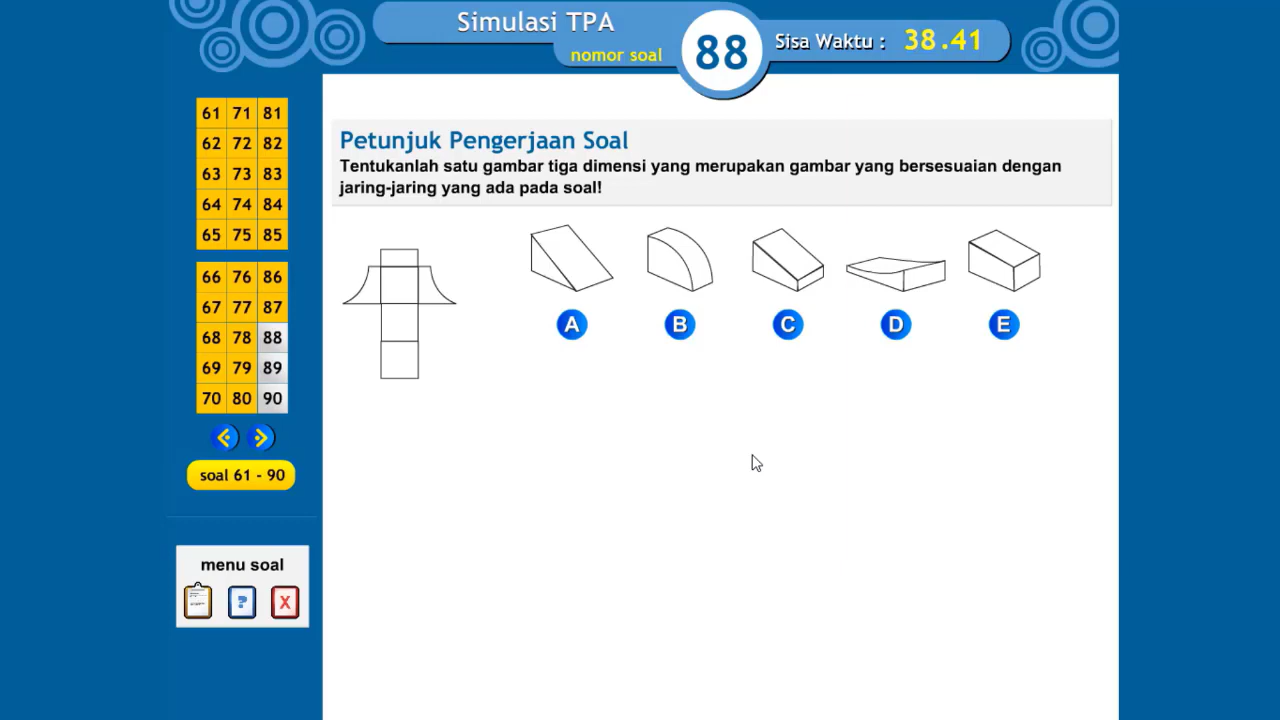 Simulasi TPA
nomor soal
88
Sisa Waktu : 38.41
61 71 81
62 72 82
63 73 83
64 74 84
65 75 85
66 76 86
67 77 87
68 78 88
69 79 89
70 80 90
soal 61 - 90
menu soal
?
X
Petunjuk Pengerjaan Soal
Tentukanlah satu gambar tiga dimensi yang merupakan gambar yang bersesuaian dengan
jaring-jaring yang ada pada soal!
A B C D E